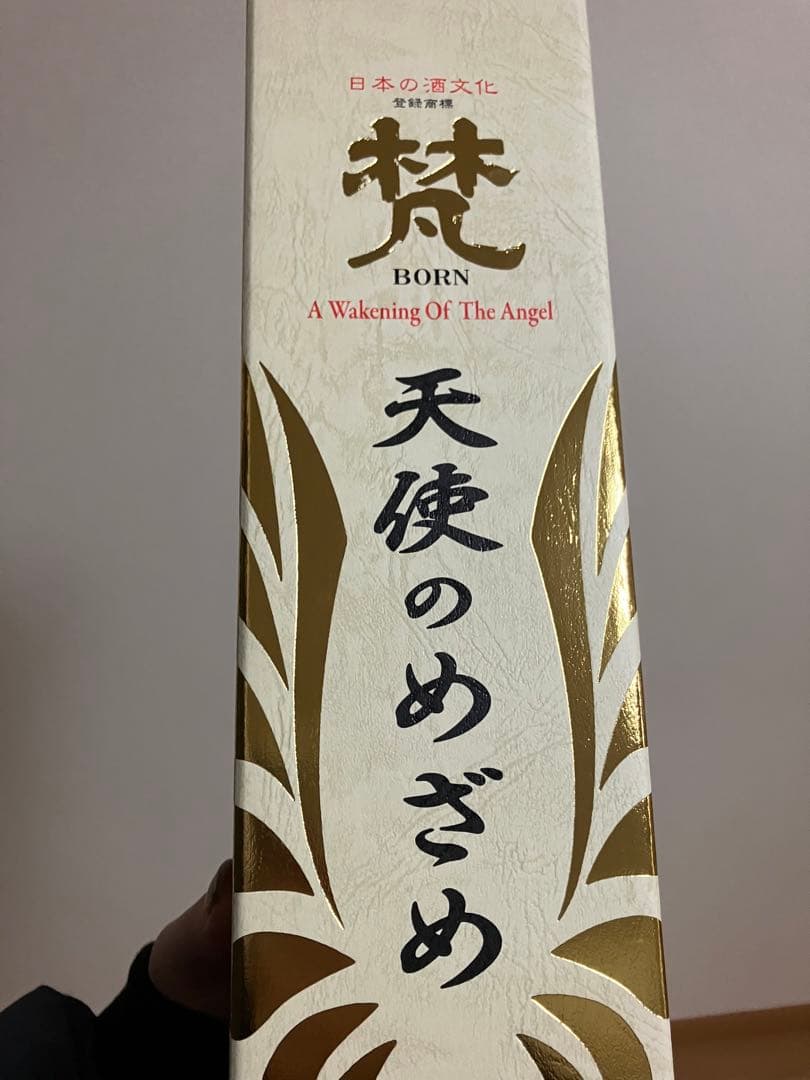 日本の酒文化
登録商標
梵
BORN
A Wakening Of The Angel
天使のめざめ